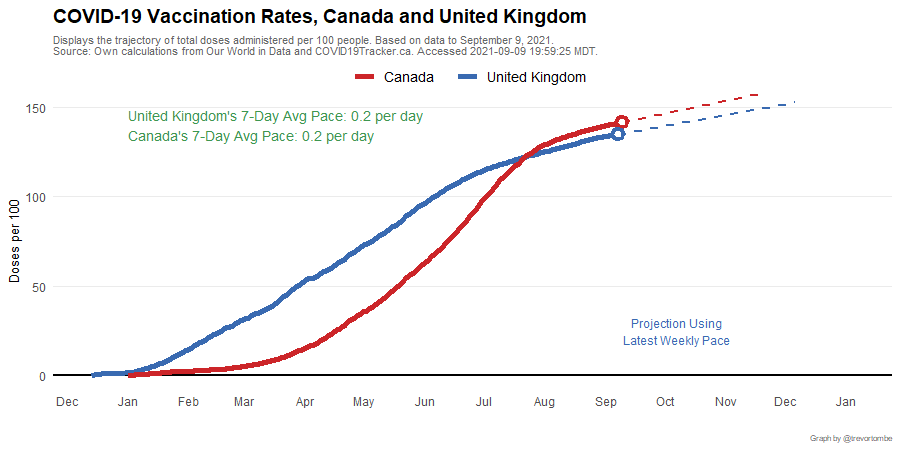 COVID-19 Vaccination Rates, Canada and United Kingdom
Displays the trajectory of total doses administered per 100 people. Based on data to September 9, 2021.
Source: Own calculations from Our World in Data and COVID19Tracker.ca. Accessed 2021-09-09 19:59:25 MDT.
Canada United Kingdom
United Kingdom's 7-Day Avg Pace: 0.2 per day
Canada's 7-Day Avg Pace: 0.2 per day
Doses per 100
150
100
50
0
Projection Using
Latest Weekly Pace
Dec Jan Feb Mar Apr May Jun Jul Aug Sep Oct Nov Dec Jan
Graph by @trevortombe